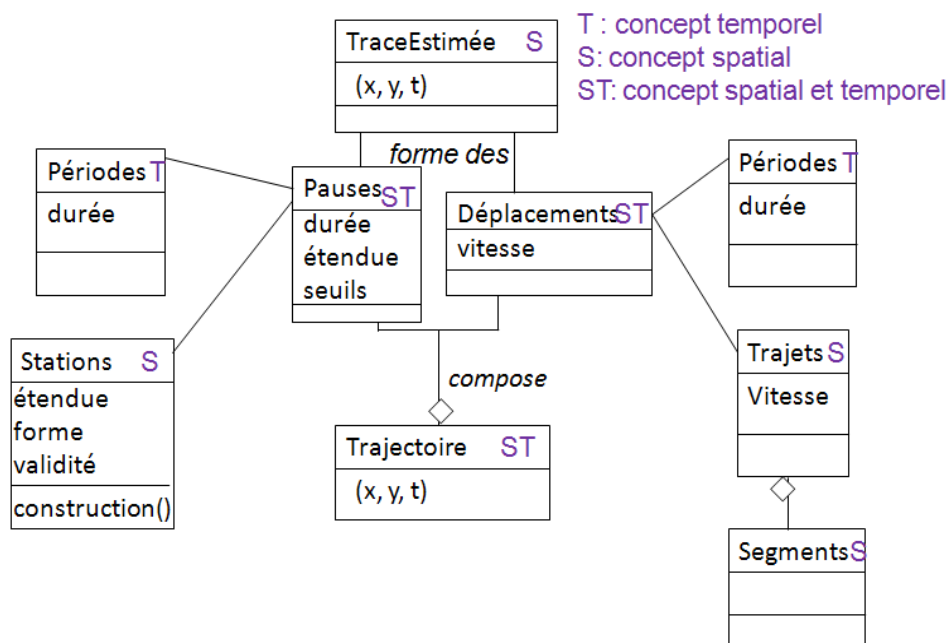 TraceEstimée S
(x, y, t)
T : concept temporel
S: concept spatial
ST: concept spatial et temporel
forme des
Périodes T
durée
Pauses ST
durée
étendue
seuils
Déplacements ST
vitesse
Périodes T
durée
Stations S
étendue
forme
validité
construction()
compose
Trajectoire ST
(x, y, t)
Trajets S
Vitesse
Segments S